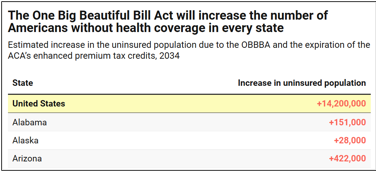 The One Big Beautiful Bill Act will increase the number of
Americans without health coverage in every state
Estimated increase in the uninsured population due to the OBBBA and the expiration of the
ACA's enhanced premium tax credits, 2034
State Increase in uninsured population
United States +14,200,000
Alabama +151,000
Alaska +28,000
Arizona +422,000